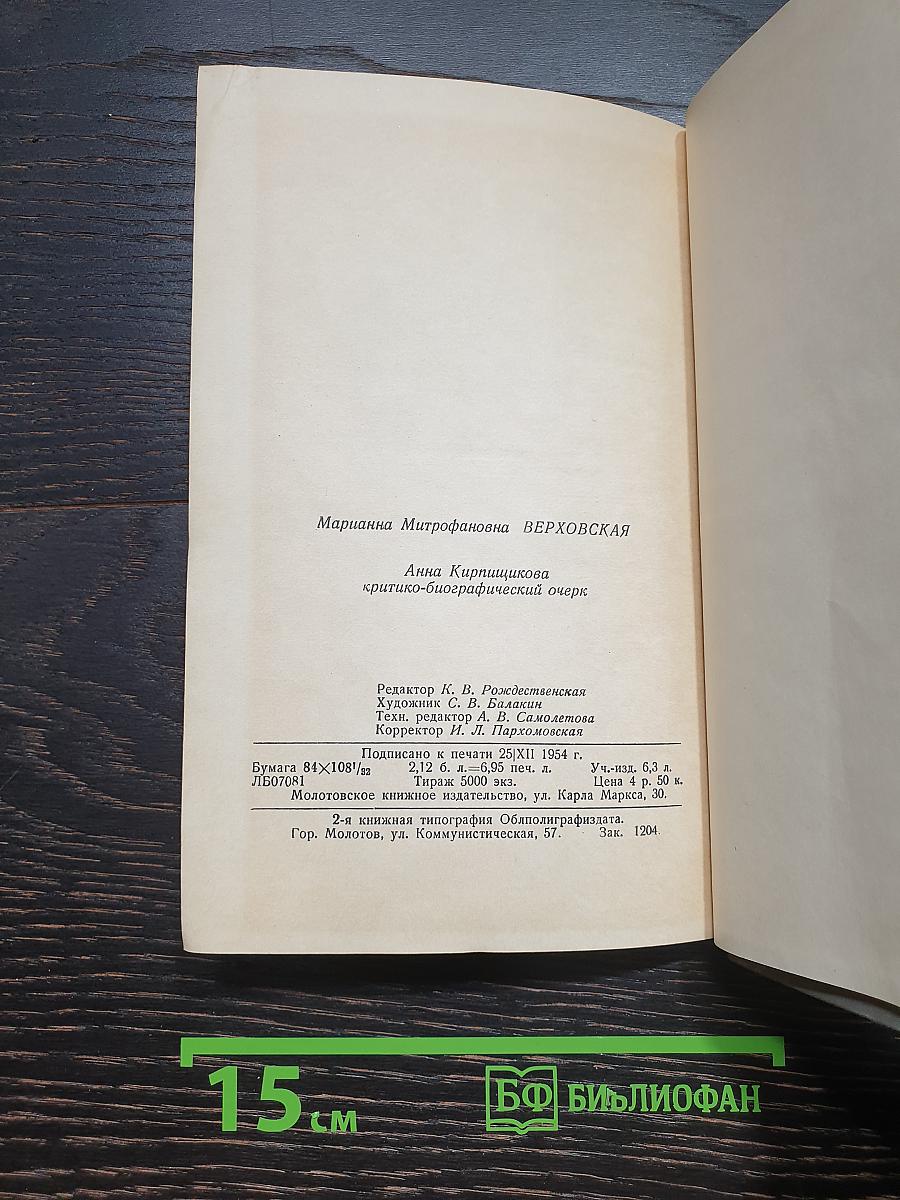 Марианна Митрофановна ВЕРХОВСКАЯ
Анна Кирпищикова
критико-биографический очерк
Редактор К. В. Рождественская
Художник С. В. Балакин
Техн. редактор А. В. Самолетова
Корректор И. Л. Пархомовская
Подписано к печати 25|XII 1954 г.
Бумага 84×108¹/₃₂ 2,12 б. л.=6,95 печ. л. Уч.-изд. 6,3 л.
ЛБ07081 Тираж 5000 экз. Цена 4 р. 50 к.
Молотовское книжное издательство, ул. Карла Маркса, 30.
2-я книжная типография Облполиграфиздата.
Гор. Молотов, ул. Коммунистическая, 57. Зак. 1204.
15 см
БФ БИБЛИОФАН